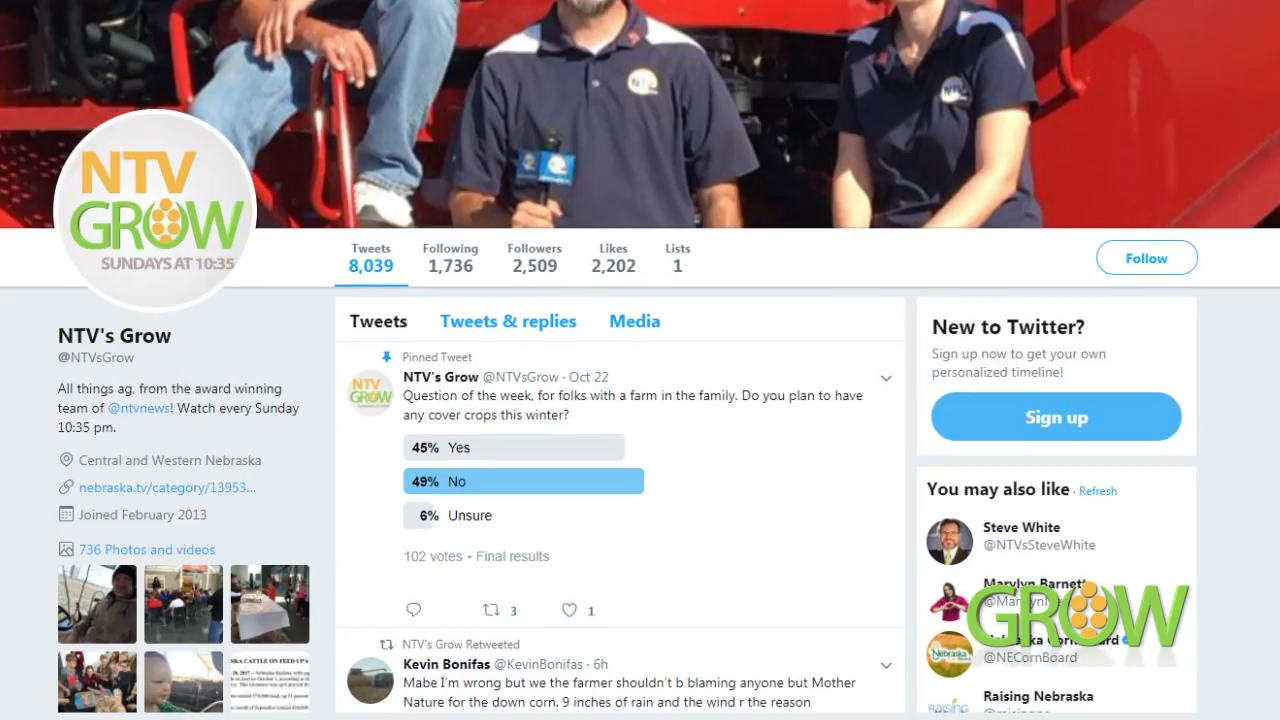 NTV
GROW
SUNDAYS AT 10:35
Tweets
8,039
Following
1,736
Followers
2,509
Likes
2,202
Lists
1
Follow
NTV's Grow
@NTVsGrow
All things ag, from the award winning
team of @ntvnews! Watch every Sunday
10:35 pm.
Central and Western Nebraska
nebraska.tv/category/13953...
Joined February 2013
736 Photos and videos
Tweets
Tweets & replies
Media
Pinned Tweet
NTV's Grow @NTVsGrow · Oct 22
Question of the week, for folks with a farm in the family. Do you plan to have
any cover crops this winter?
45% Yes
49% No
6% Unsure
102 votes • Final results
3
1
NTV's Grow Retweeted
Kevin Bonifas @KevinBonifas · 6h
New to Twitter?
Sign up now to get your own
personalized timeline!
Sign up
You may also like · Refresh
Steve White
@NTVsSteveWhite
Marylyn Barnett
@NECornBoard
Raising Nebraska
GROW
Maybe I'm wrong but I wouldn't blame anyone but Mother
Nature for the down corn. Inches of rain and the wind r the reason